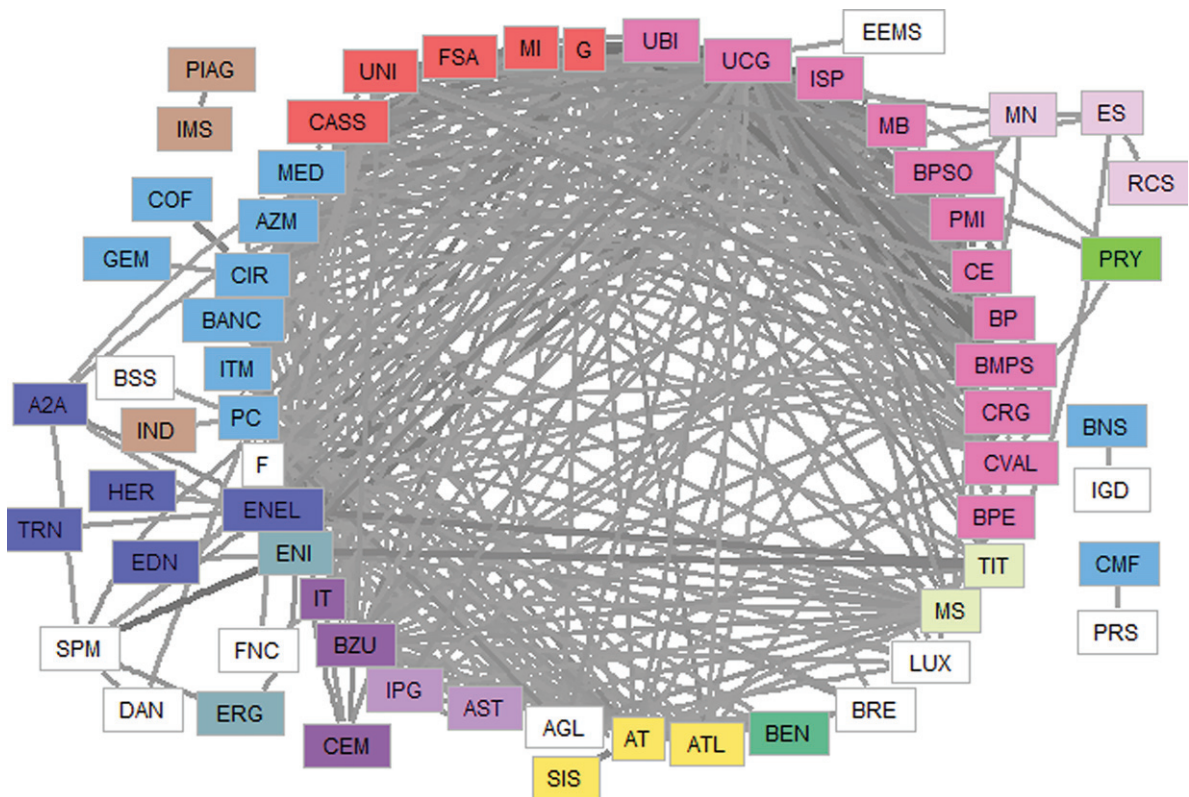 EEMS
UBI
MI
G
FSA
UCG
UNI
ISP
PIAG
CASS
IMS
MB
MN
ES
MED
BPSO
RCS
COF
AZM
PMI
GEM
CIR
CE
PRY
BANC
BP
BSS
ITM
BMPS
A2A
IND
PC
CRG
BNS
F
CVAL
HER
IGD
ENEL
BPE
TRN
ENI
EDN
TIT
CMF
IT
MS
SPM
FNC
BZU
LUX
PRS
IPG
AST
DAN
ERG
CEM
AGL
AT
ATL
BEN
BRE
SIS